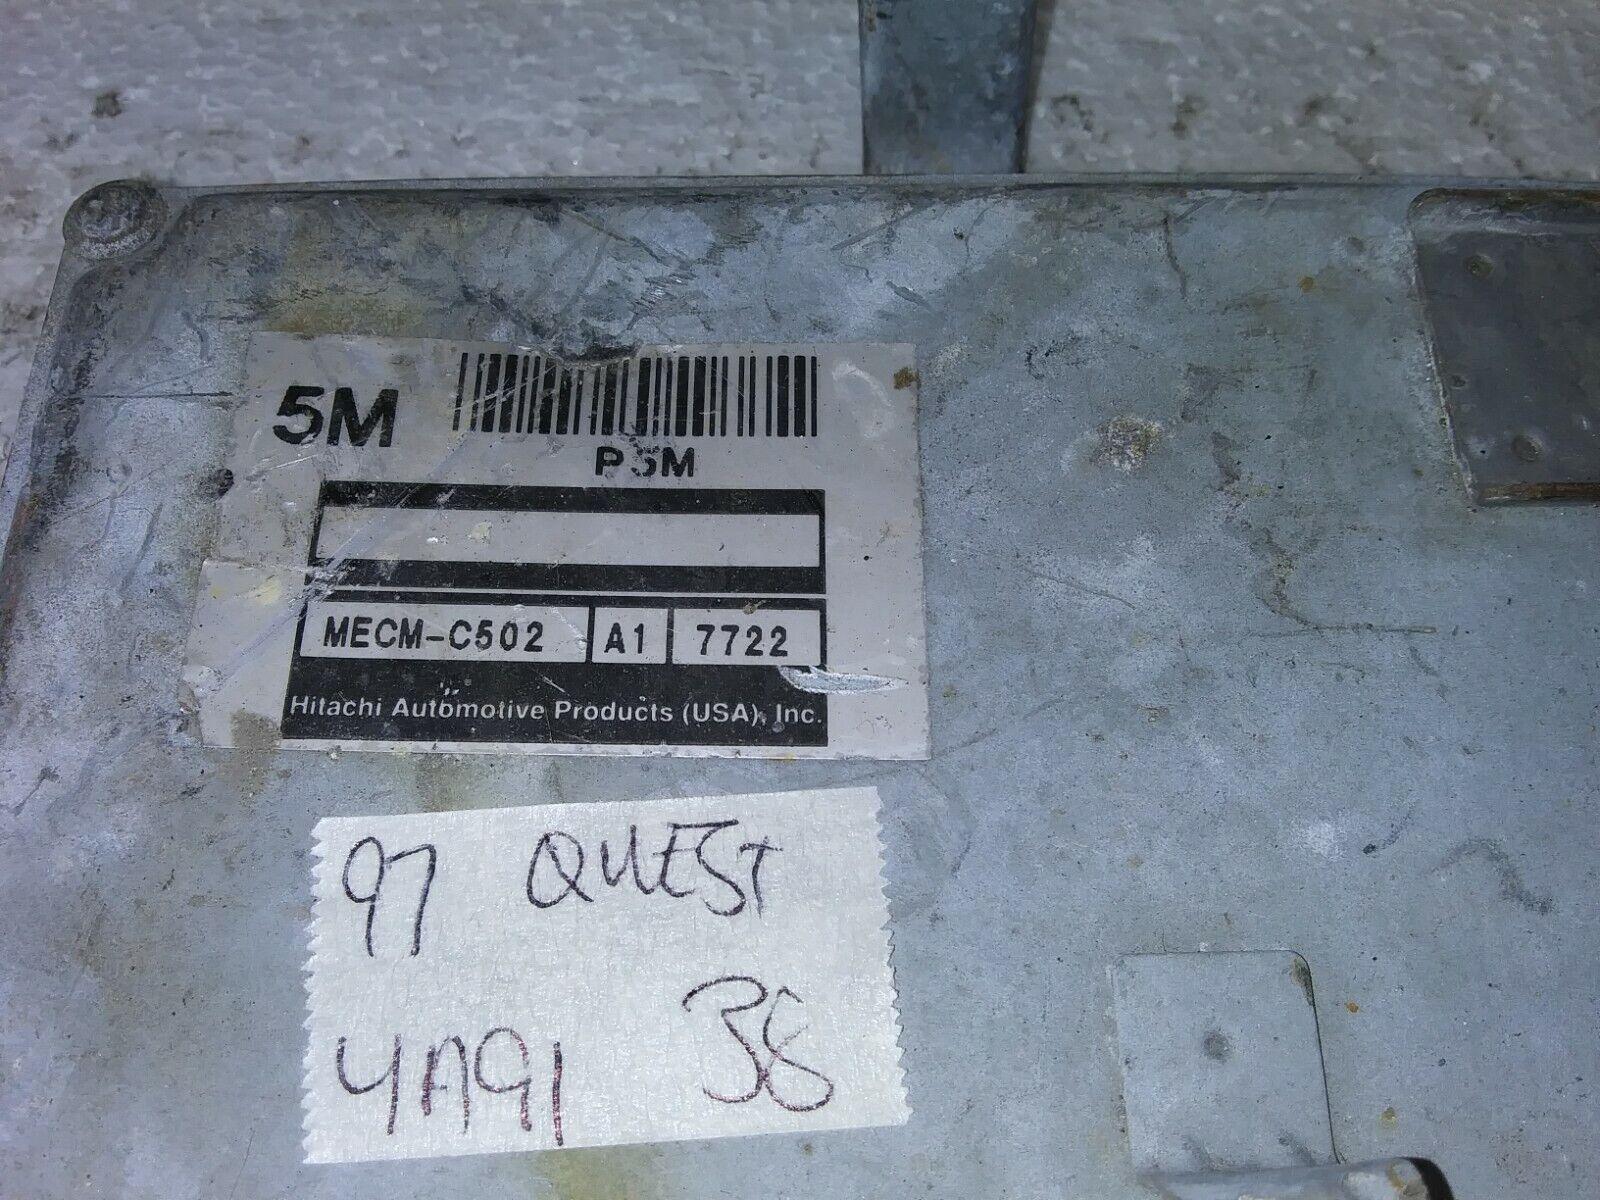 5M
P5M
MECM-C502 A1 7722
Hitachi Automotive Products (USA), Inc.
97 QUEST
4A91 38